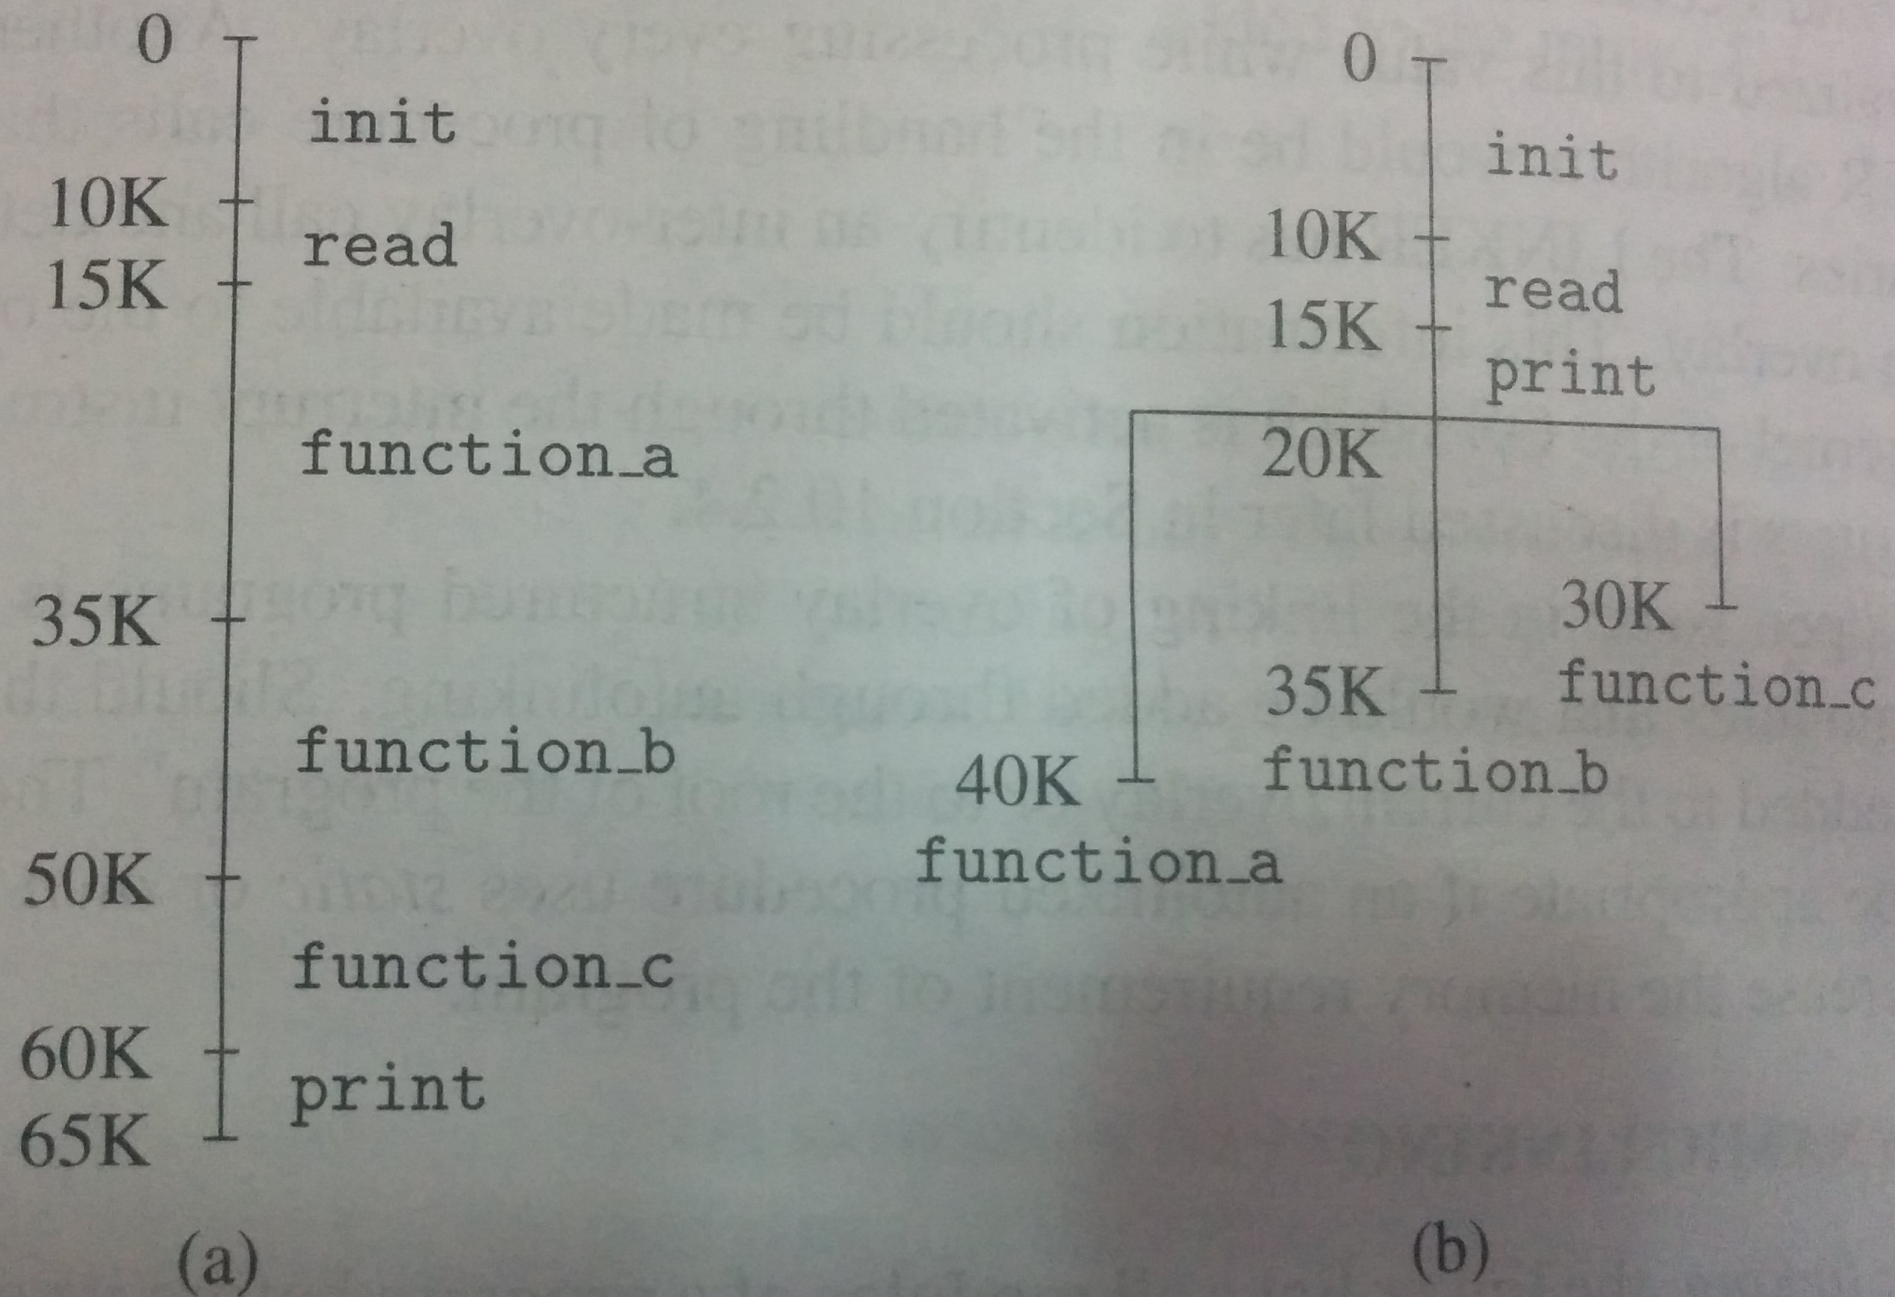 0
init
10K
read
15K
function_a
35K
function_b
50K
function_c
60K
print
65K
(a)
0
init
10K
read
15K
print
20K
30K
function_c
35K
function_b
40K
function_a
(b)